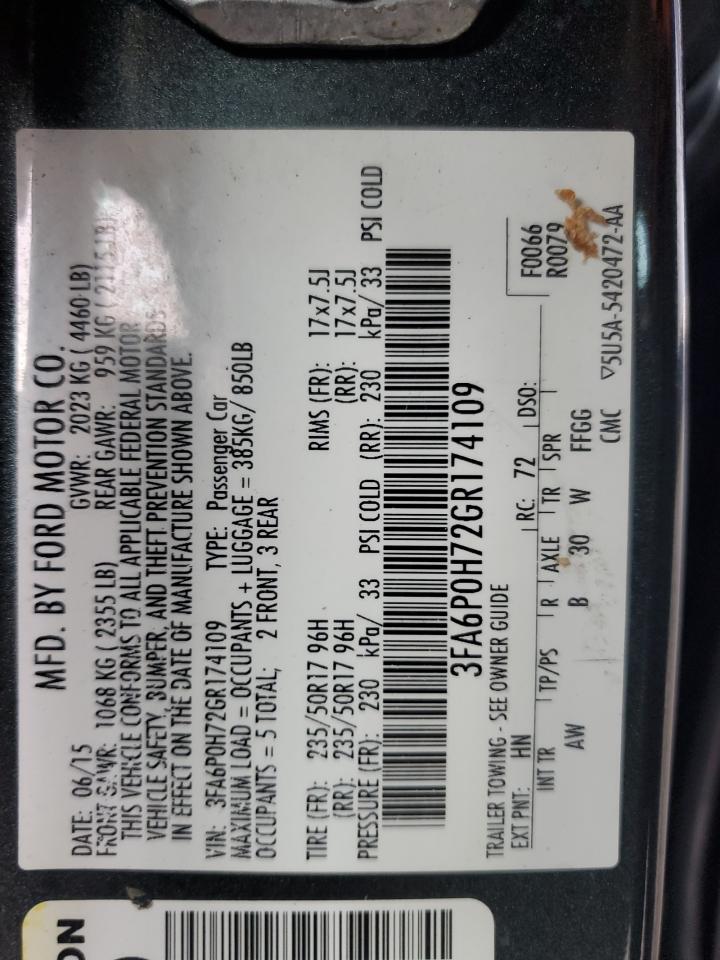 MFD. BY FORD MOTOR CO.
DATE: 06/15 GVWR: 2023 KG ( 4460 LB)
FRONT GAWR: 1068 KG ( 2355 LB) REAR GAWR: 959 KG ( 2115 LB)
THIS VEHICLE CONFORMS TO ALL APPLICABLE FEDERAL MOTOR
VEHICLE SAFETY, BUMPER, AND THEFT PREVENTION STANDARDS
IN EFFECT ON THE DATE OF MANUFACTURE SHOWN ABOVE.
VIN: 3FA6P0H72GR174109 TYPE: Passenger Car
MAXIMUM LOAD = OCCUPANTS + LUGGAGE = 385KG/ 850LB
OCCUPANTS = 5 TOTAL; 2 FRONT, 3 REAR
TIRE (FR): 235/50R17 96H RIMS (FR): 17x7.5J
(RR): 235/50R17 96H (RR): 17x7.5J
PRESSURE (FR): 230 kPa/ 33 PSI COLD (RR): 230 kPa/ 33 PSI COLD
3FA6P0H72GR174109
TRAILER TOWING - SEE OWNER GUIDE
EXT PNT: HN RC: 72 DSO: F0066
R0079
INT TR TP/PS R AXLE TR SPR
AW B 30 W FFGG
CMC ▽5U5A-5420472-AA
ON